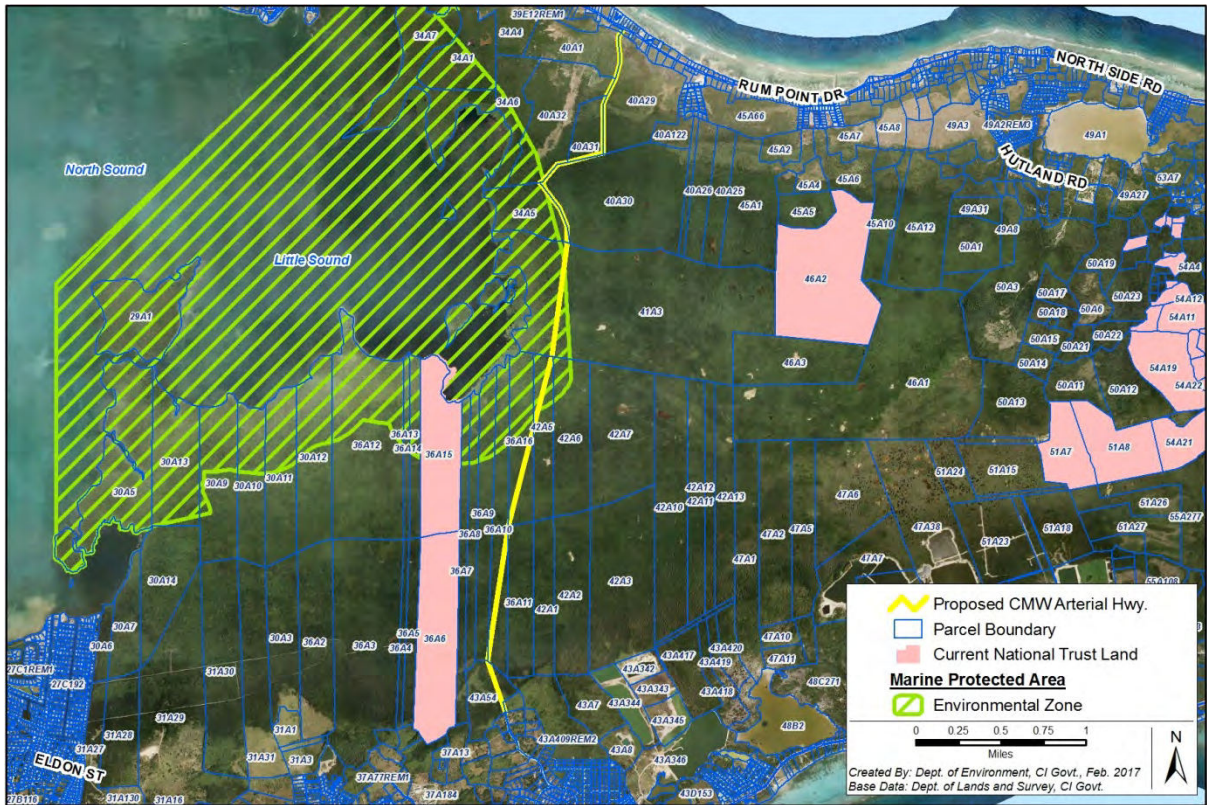 39E12REM1
34A7
34A4
34A1
40A1
34A6
40A29
40A32
40A31
RUM POINT DR
NORTH SIDE RD
45A66
45A7
45A8
49A3
49A2REM3
49A1
40A122
45A2
HUTLAND RD
53A7
North Sound
45A4
45A6
40A26
40A25
45A1
45A5
49A27
34A5
40A30
45A10
45A12
49A31
49A8
50A1
Little Sound
46A2
50A19
54A4
50A3
50A17
50A23
54A12
29A1
41A3
50A18
50A6
54A11
50A15
50A22
50A21
46A3
50A14
54A19
46A1
50A11
50A12
54A22
50A13
36A13
42A5
36A12
36A14
36A16
42A6
42A7
54A21
30A13
30A12
36A15
51A7
51A8
30A9
30A11
30A10
51A24
51A15
30A5
42A12
42A13
47A6
51A26
42A11
42A10
55A277
36A9
36A10
47A5
47A38
51A18
51A27
36A8
47A2
51A23
47A1
47A7
36A7
30A14
42A3
55A108
36A11
42A2
42A1
30A7
36A5
47A10
30A6
30A3
36A2
36A3
36A4
36A6
43A417
43A420
47A11
27C1REM1
31A30
43A342
43A419
27C192
43A54
43A343
43A418
48C271
43A7
43A344
31A29
43A345
48B2
31A28
31A1
31A27
31A31
31A3
37A13
43A409REM2
43A8
43A346
ELDON ST
37A77REM1
27B116
31A130
31A16
37A184
43D153
Proposed CMW Arterial Hwy.
Parcel Boundary
Current National Trust Land
Marine Protected Area
Environmental Zone
0 0.25 0.5 1
Miles
N
Created By: Dept. of Environment, CI Govt., Feb. 2017
Base Data: Dept. of Lands and Survey, CI Govt.